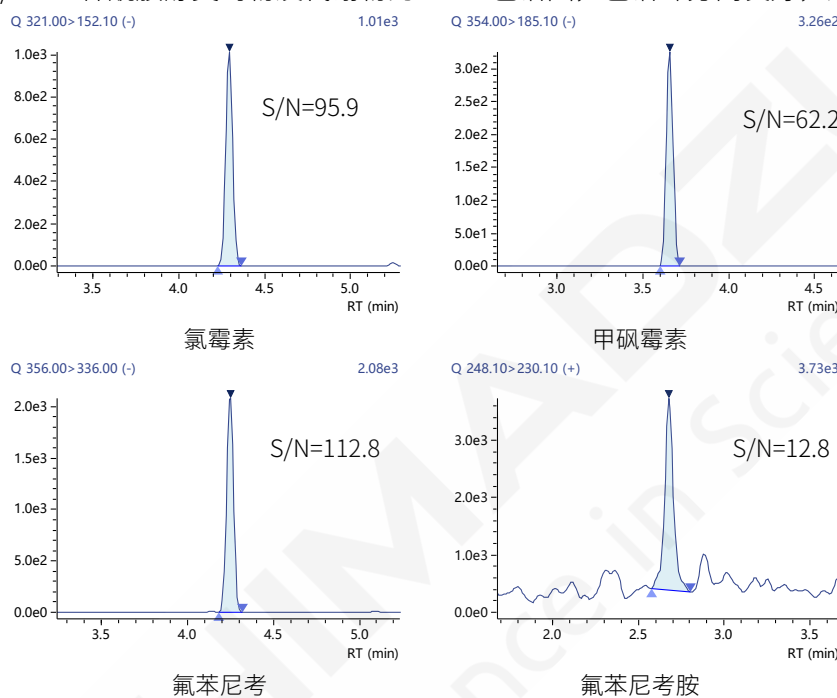 Q 321.00>152.10 (-) 1.01e3
1.0e3
8.0e2
6.0e2
4.0e2
2.0e2
0.0e0
S/N=95.9
3.5 4.0 4.5 5.0
RT (min)
氯霉素
Q 354.00>185.10 (-) 3.26e2
3.0e2
2.5e2
2.0e2
1.5e2
1.0e2
5.0e1
0.0e0
S/N=62.2
3.0 3.5 4.0 4.5
RT (min)
甲砜霉素
Q 356.00>336.00 (-) 2.08e3
2.0e3
1.5e3
1.0e3
5.0e2
0.0e0
S/N=112.8
3.5 4.0 4.5 5.0
RT (min)
氟苯尼考
Q 248.10>230.10 (+) 3.73e3
3.0e3
2.0e3
1.0e3
0.0e0
S/N=12.8
2.0 2.5 3.0 3.5
RT (min)
氟苯尼考胺